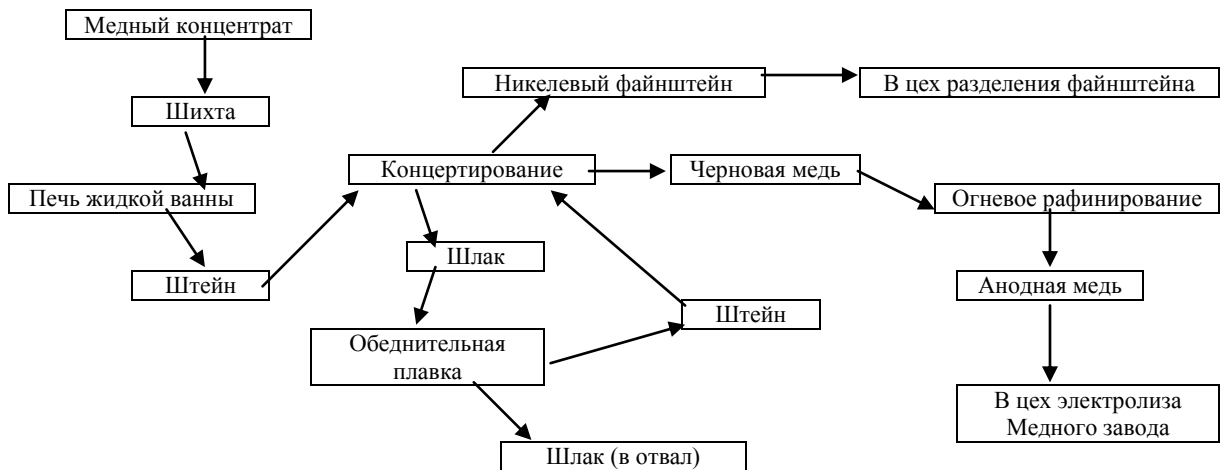 Медный концентрат
Никелевый файнштейн
В цех разделения файнштейна
Шихта
Концертирование
Черновая медь
Печь жидкой ванны
Огневое рафинирование
Шлак
Штейн
Анодная медь
Штейн
Обеднительная
плавка
В цех электролиза
Медного завода
Шлак (в отвал)